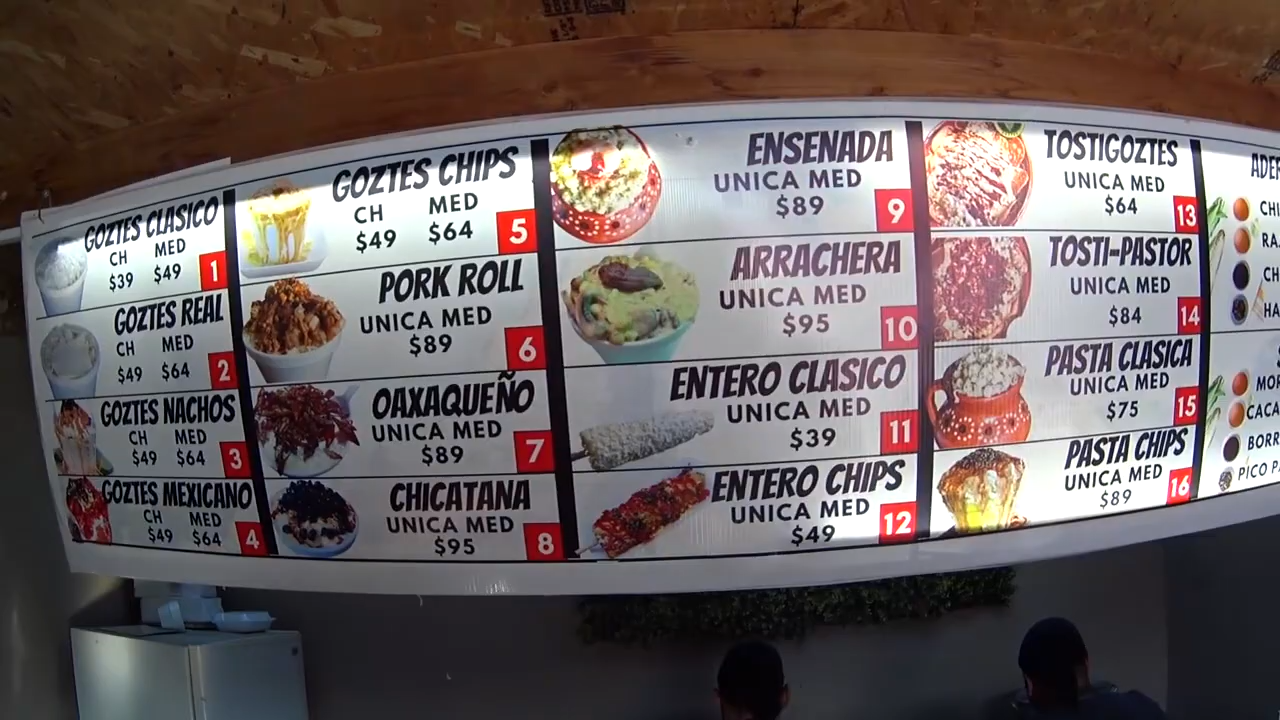 GOZTES CLASICO
CH MED
$39 $49
1
GOZTES REAL
CH MED
$49 $64
2
GOZTES NACHOS
CH MED
$49 $64
3
GOZTES MEXICANO
CH MED
$49 $64
4
GOZTES CHIPS
CH MED
$49 $64
5
PORK ROLL
UNICA MED
$89
6
OAXAQUEÑO
UNICA MED
$89
7
CHICATANA
UNICA MED
$95
8
ENSENADA
UNICA MED
$89
9
ARRACHERA
UNICA MED
$95
10
ENTERO CLASICO
UNICA MED
$39
11
ENTERO CHIPS
UNICA MED
$49
12
TOSTIGOZTES
UNICA MED
$64
13
TOSTI-PASTOR
UNICA MED
$84
14
PASTA CLASICA
UNICA MED
$75
15
PASTA CHIPS
UNICA MED
$89
16
PICO